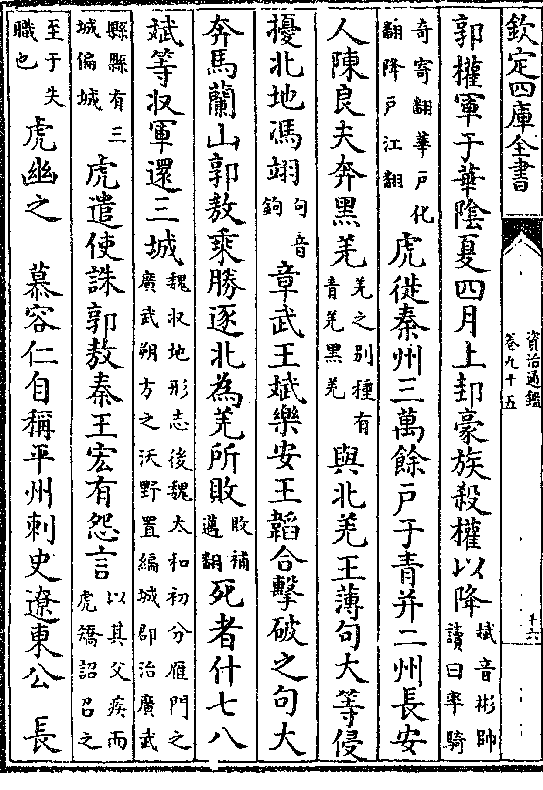 欽定四庫全書
資治通鑑
卷九十五
十六
郭權軍于華陰夏四月上邽豪族殺權以降斌音彬帥讀曰率騎
奇寄翻華戶化翻降戶江翻虎徙秦州三萬餘戶于青并二州長安
人陳良夫奔黑羌羌之别種有青羌黑羌與北羌王薄句大等侵
擾北地馮翊句音鉤章武王斌樂安王韜合擊破之句大
奔馬蘭山郭敖乘勝逐北為羌所敗敗補邁翻死者什七八
斌等収軍還三城魏収地形志後魏太和初分雁門之廣武朔方之沃野置編城郡治廣武
縣縣有三城偏城虎遣使誅郭敖秦王宏有怨言以其父疾而虎矯詔召之
至于失職也虎幽之 慕容仁自稱平州刺史遼東公 長